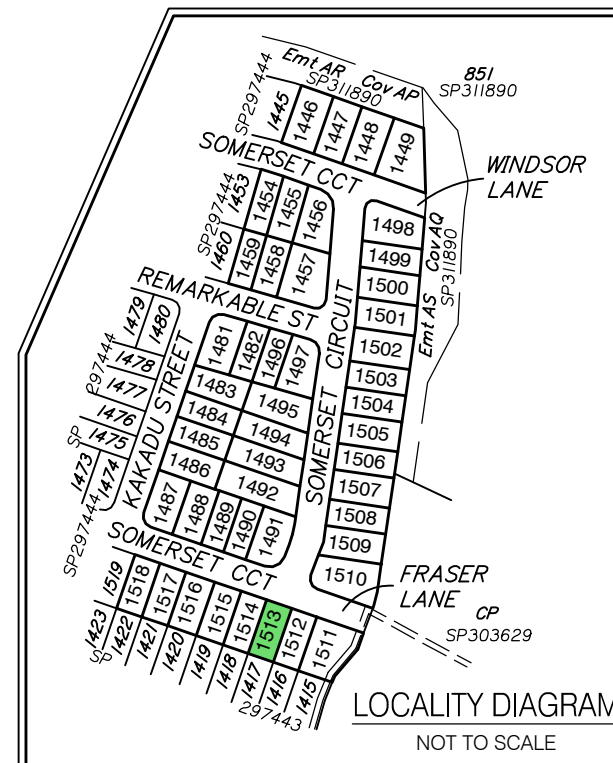 Emt AR
Cov AP
SP311890
851
SP311890
SP297444
1445
1446
1447
1448
1449
SOMERSET CCT
WINDSOR
LANE
SP297444
1453
1454
1455
1456
1460
1459
1458
1457
1498
1499
1500
1501
1502
1503
1504
1505
1506
1507
1508
1509
1510
Emt AS
Cov AQ
SP311890
REMARKABLE ST
SOMERSET CIRCUIT
KAKADU STREET
1479
1480
1478
1477
1476
1475
1473
1474
SP
297444
SP297444
1481
1482
1496
1497
1483
1495
1484
1494
1485
1493
1486
1492
1487
1488
1489
1490
1491
SOMERSET CCT
FRASER
LANE
CP
SP303629
1519
1518
1517
1516
1515
1514
1513
1512
1511
1423
1422
1421
1420
1419
1418
1417
1416
1415
SP
297443
LOCALITY DIAGRAM
NOT TO SCALE